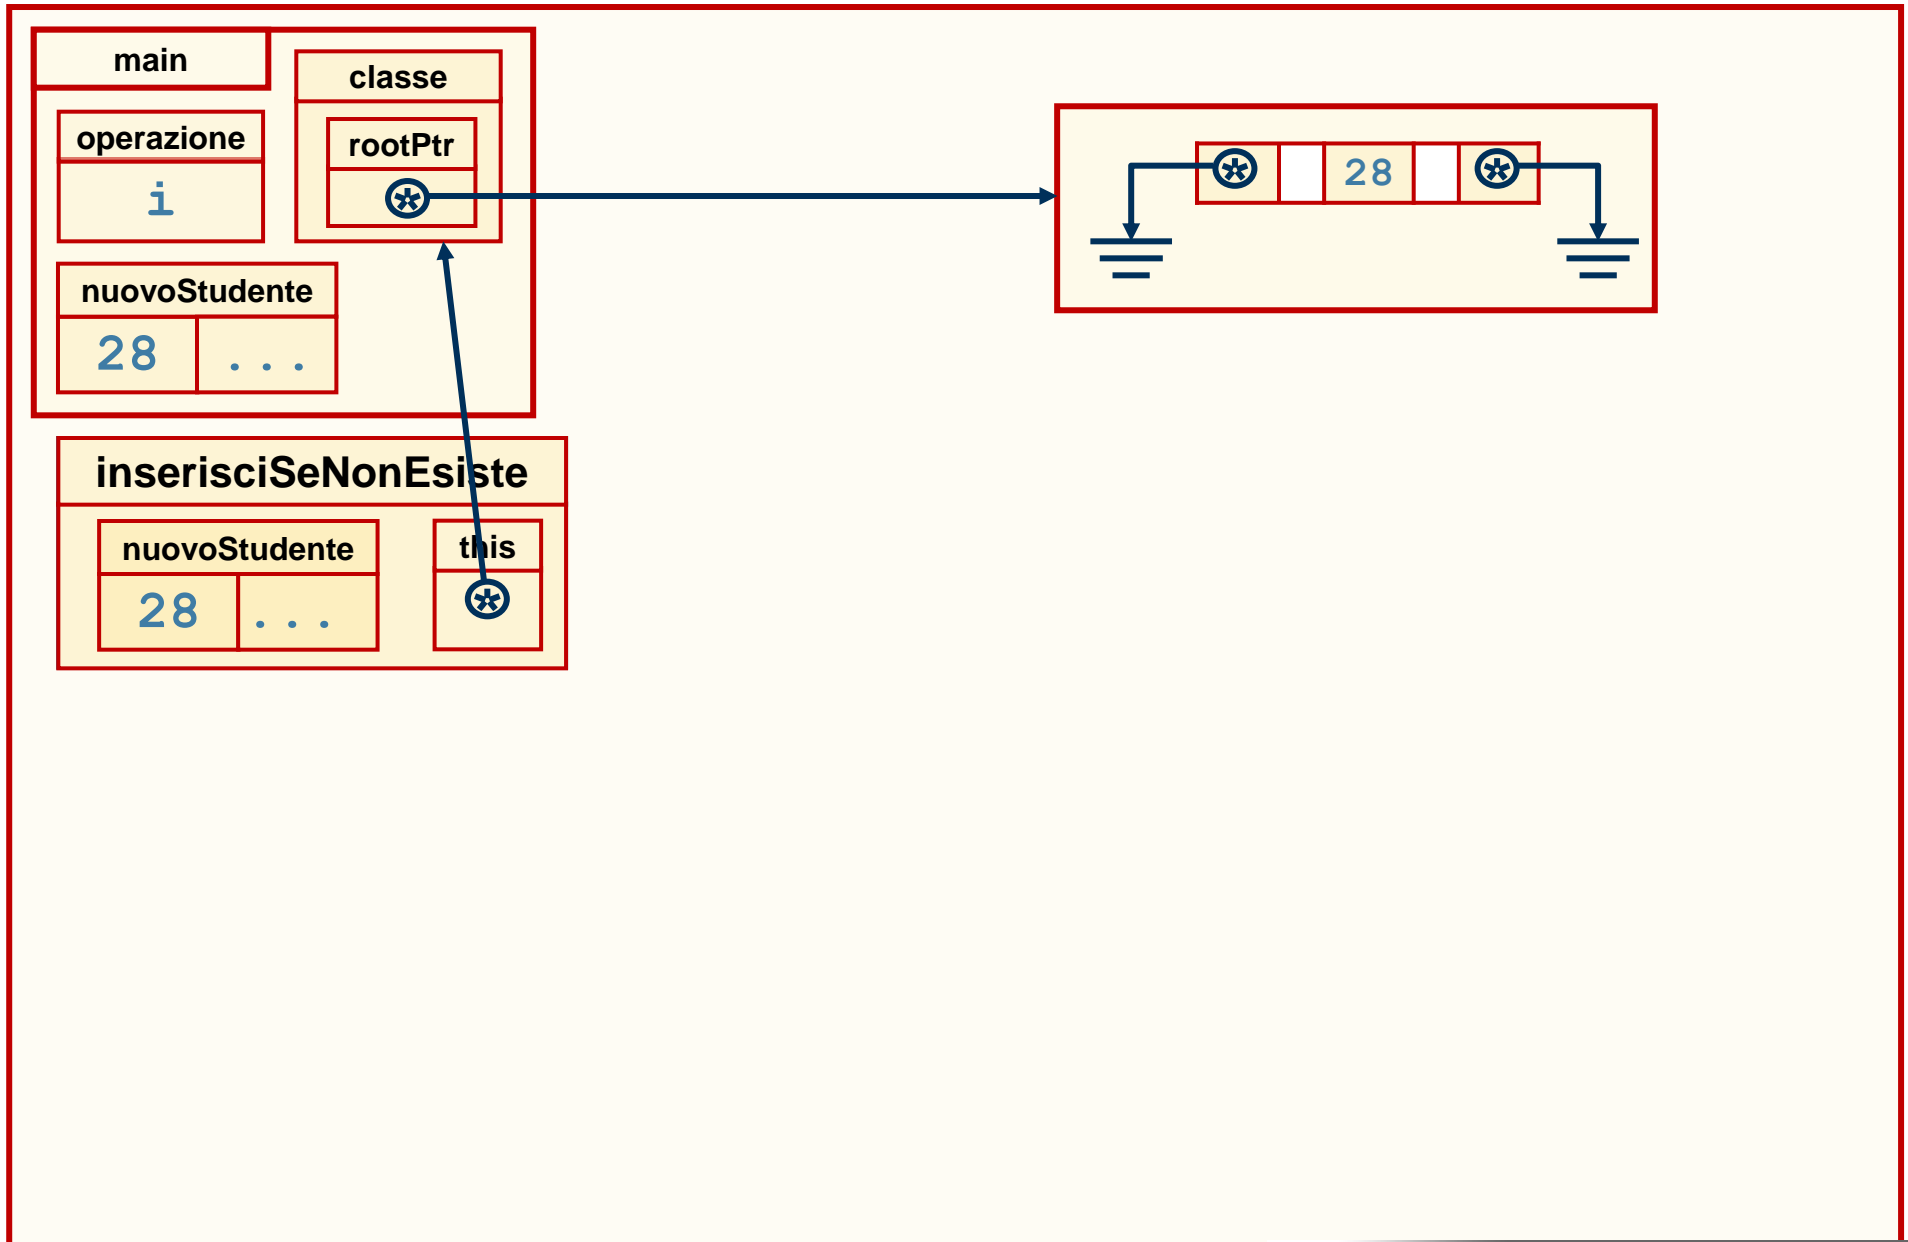 main
classe
operazione
rootPtr
i
28
nuovoStudente
28 ...
inserisciSeNonEsiste
nuovoStudente
this
28 ...